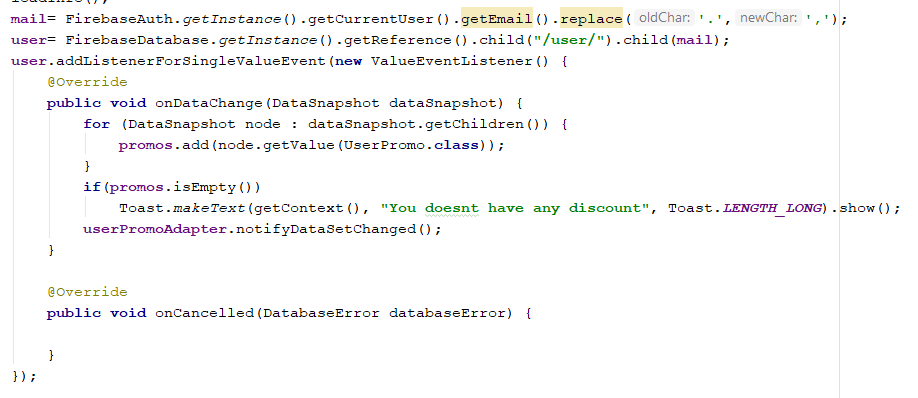 mail= FirebaseAuth.getInstance().getCurrentUser().getEmail().replace( oldChar: '.', newChar: ',');
user= FirebaseDatabase.getInstance().getReference().child("/user/").child(mail);
user.addListenerForSingleValueEvent(new ValueEventListener() {
@Override
public void onDataChange(DataSnapshot dataSnapshot) {
for (DataSnapshot node : dataSnapshot.getChildren()) {
promos.add(node.getValue(UserPromo.class));
}
if(promos.isEmpty())
Toast.makeText(getContext(), "You doesnt have any discount", Toast.LENGTH_LONG).show();
userPromoAdapter.notifyDataSetChanged();
}
@Override
public void onCancelled(DatabaseError databaseError) {
}
});